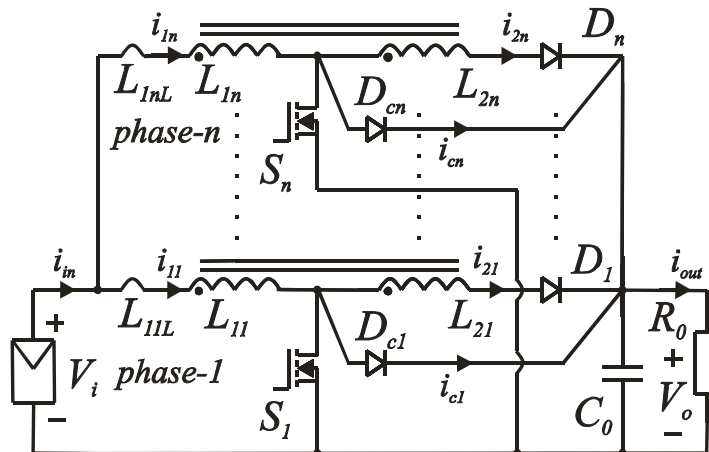 i1n i2n Dn
L1nL L1n Dcn L2n
phase-n icn
Sn
iin i11 i21 D1 iout
L11L L11 Dc1 L21 R0
+ Vi phase-1 ic1 + Vo
− S1 C0 −